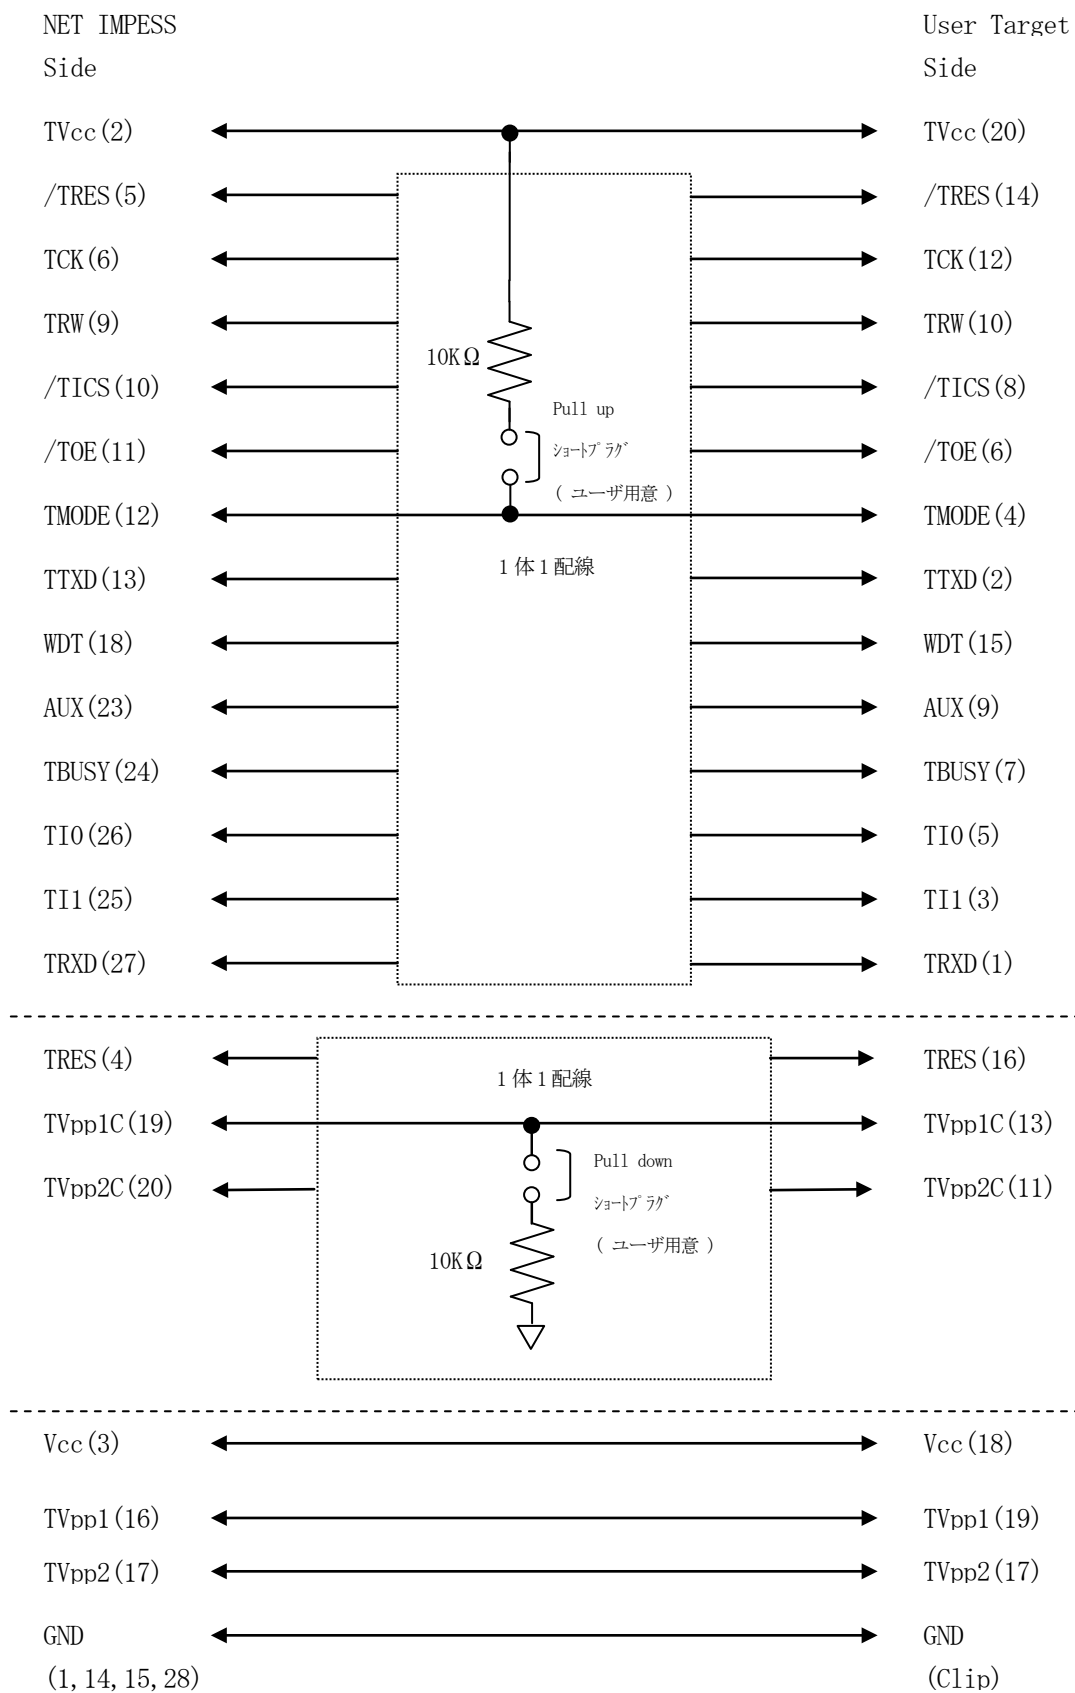 NET IMPESS User Target
Side Side
TVcc(2) TVcc(20)
/TRES(5) /TRES(14)
TCK(6) TCK(12)
TRW(9) TRW(10)
10KΩ
/TICS(10) /TICS(8)
Pull up
/TOE(11) ｼｮｰﾄﾌﾟﾗｸﾞ /TOE(6)
( ユーザ用意 )
TMODE(12) TMODE(4)
1体1配線
TTXD(13) TTXD(2)
WDT(18) WDT(15)
AUX(23) AUX(9)
TBUSY(24) TBUSY(7)
TI0(26) TI0(5)
TI1(25) TI1(3)
TRXD(27) TRXD(1)
TRES(4) TRES(16)
1体1配線
TVpp1C(19) TVpp1C(13)
Pull down
TVpp2C(20) TVpp2C(11)
ｼｮｰﾄﾌﾟﾗｸﾞ
( ユーザ用意 )
10KΩ
Vcc(3) Vcc(18)
TVpp1(16) TVpp1(19)
TVpp2(17) TVpp2(17)
GND GND
(1,14,15,28) (Clip)